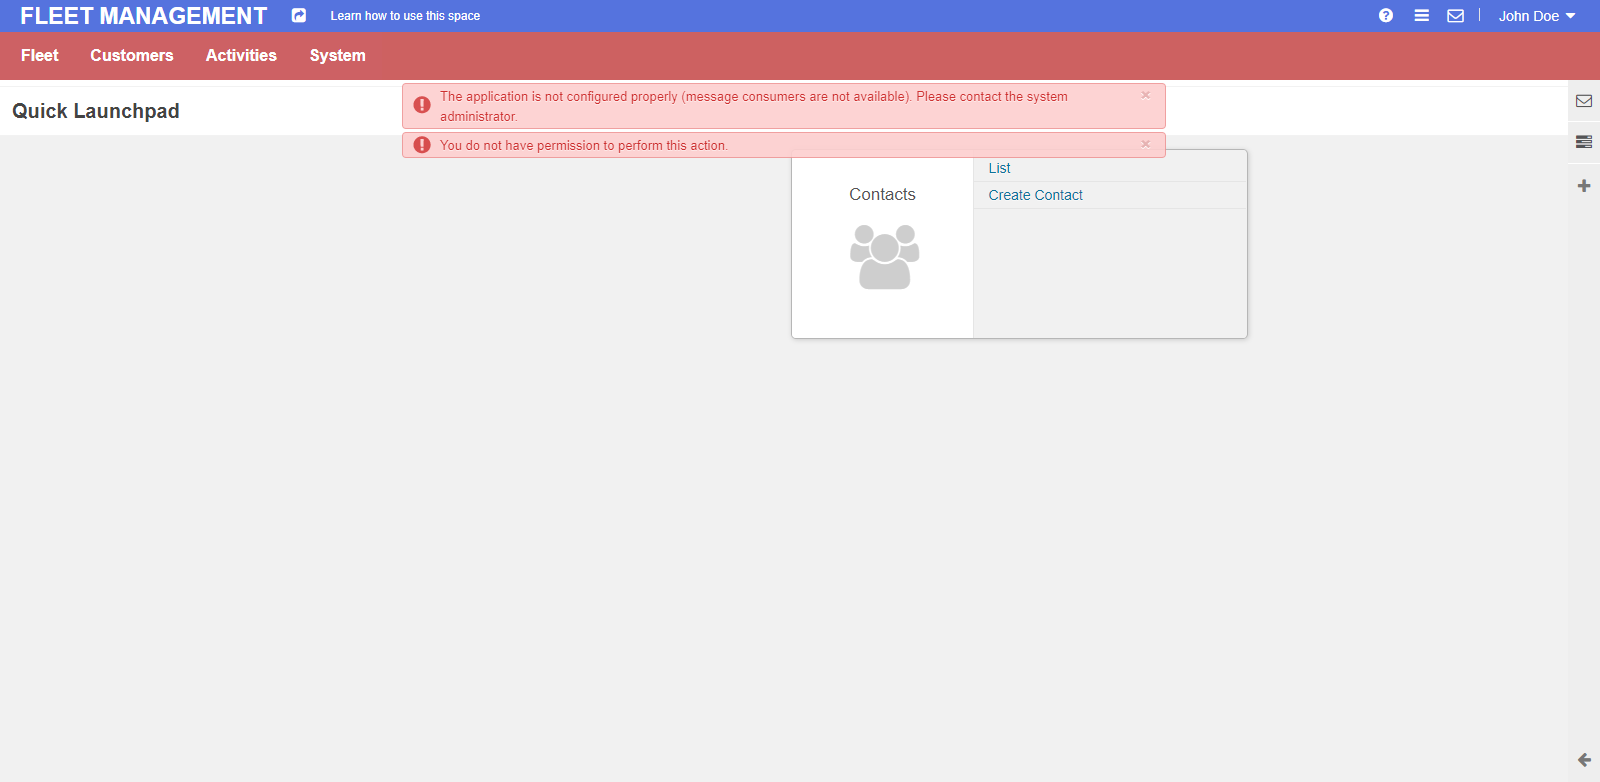 FLEET MANAGEMENT
Learn how to use this space
John Doe
Fleet
Customers
Activities
System
Quick Launchpad
The application is not configured properly (message consumers are not available). Please contact the system
administrator.
You do not have permission to perform this action.
Contacts
List
Create Contact